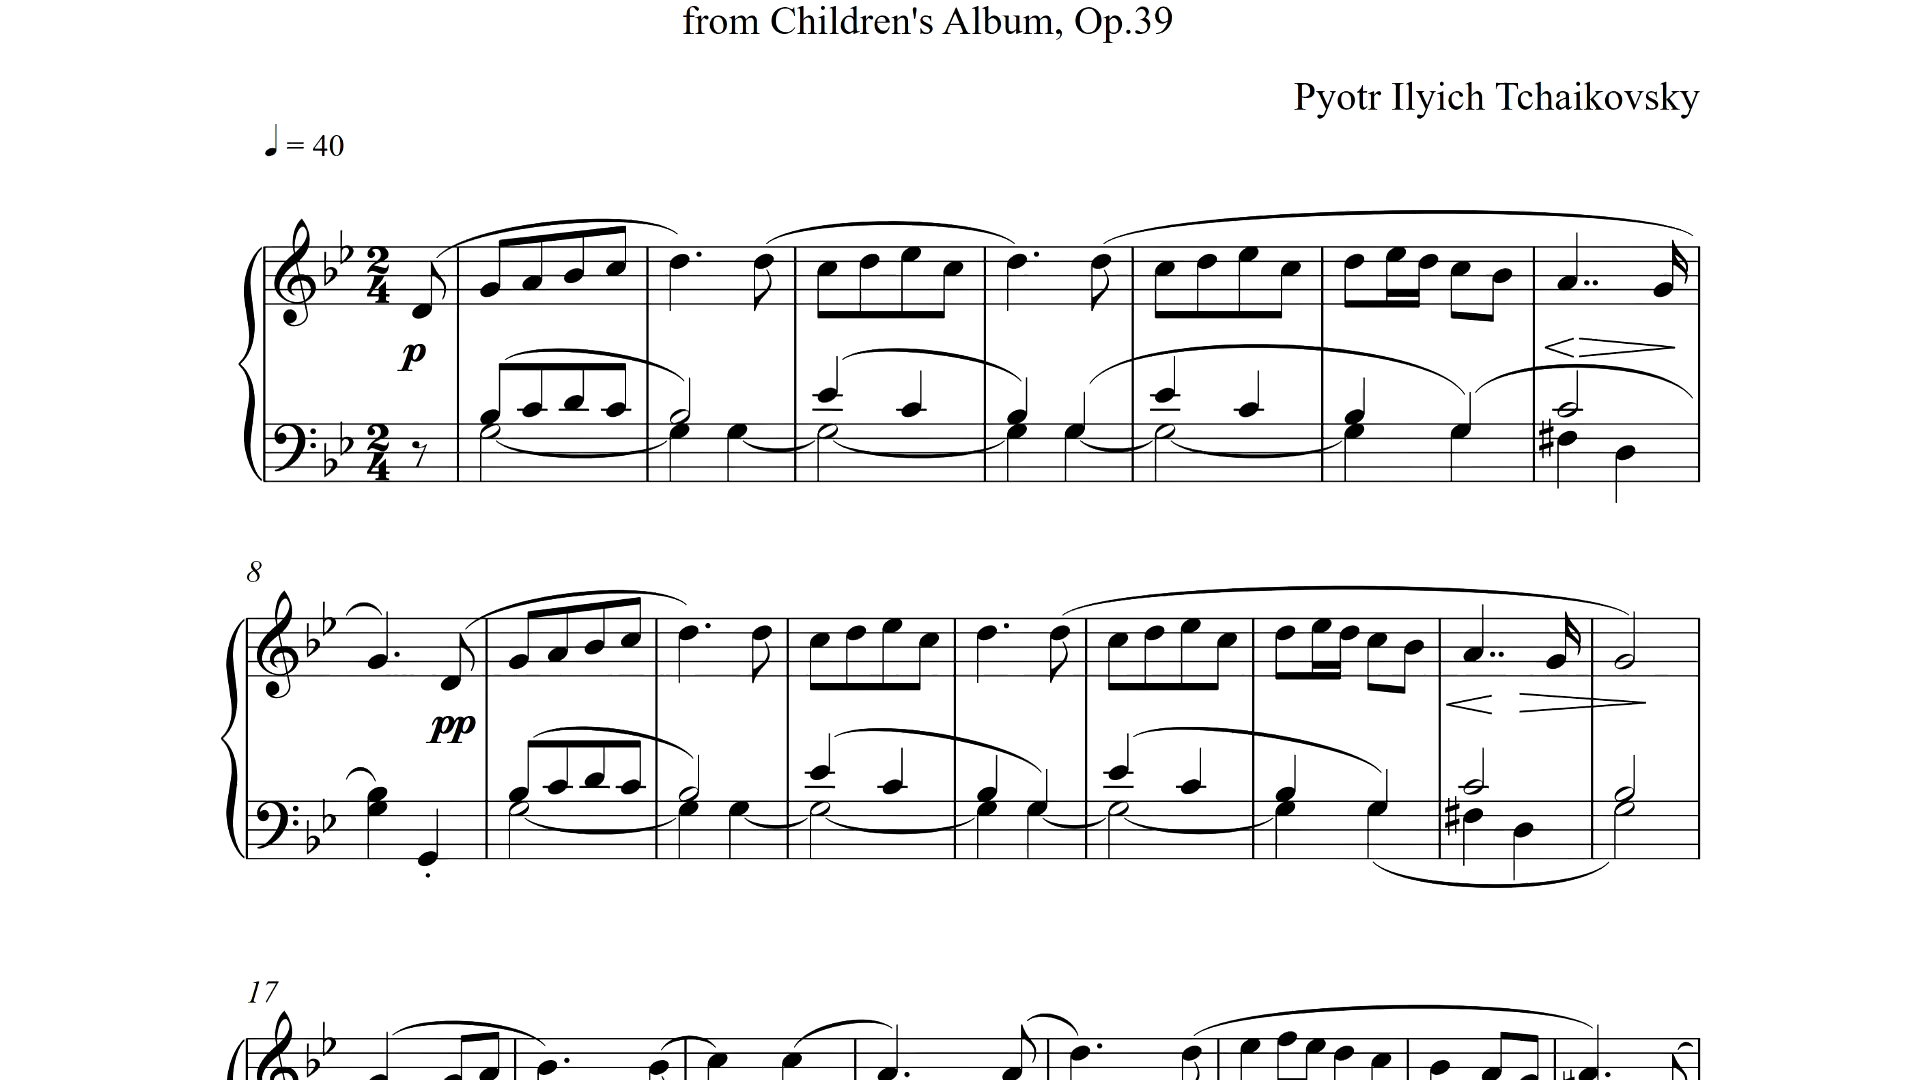 from Children's Album, Op.39
Pyotr Ilyich Tchaikovsky
= 40
2
4
p
2
4
8
pp
17